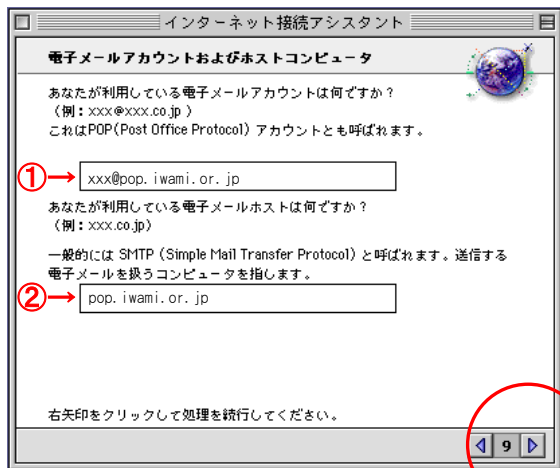 インターネット接続アシスタント
電子メールアカウントおよびホストコンピュータ
あなたが利用している電子メールアカウントは何ですか？
（例：xxx@xxx.co.jp ）
これはPOP(Post Office Protocol) アカウントとも呼ばれます。
①→ xxx@pop.iwami.or.jp
あなたが利用している電子メールホストは何ですか？
（例：xxx.co.jp）
一般的には SMTP (Simple Mail Transfer Protocol) と呼ばれます。送信する
電子メールを扱うコンピュータを指します。
②→ pop.iwami.or.jp
右矢印をクリックして処理を続行してください。
9